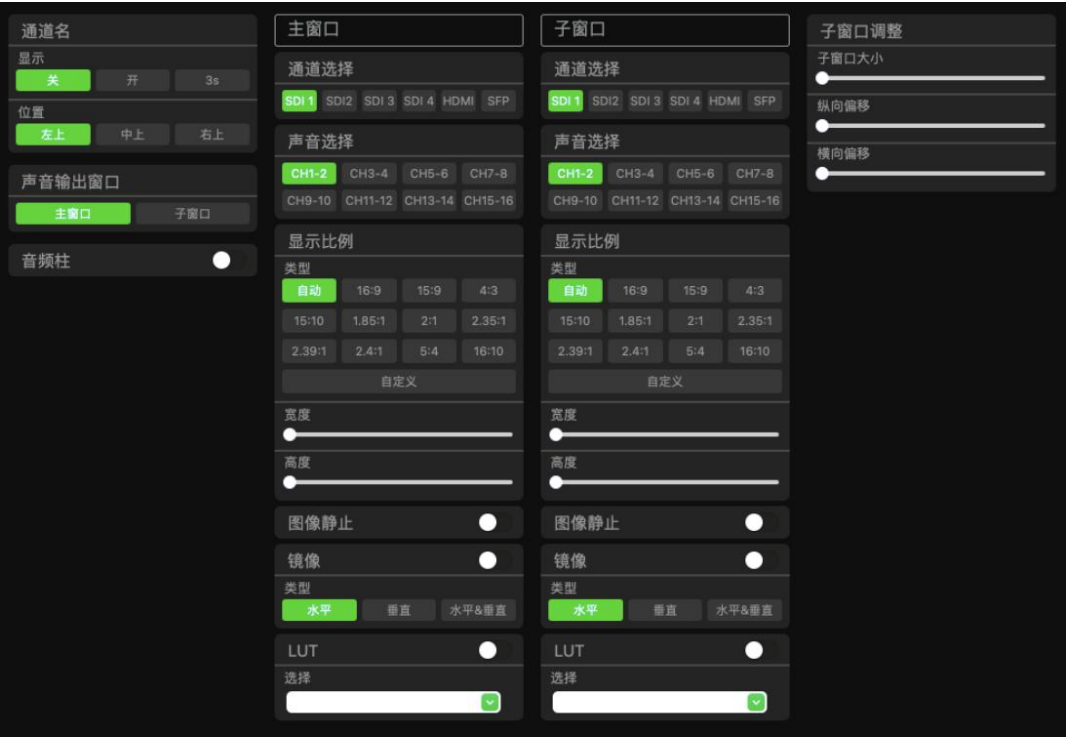 通道名
显示
关 开 3s
位置
左上 中上 右上
声音输出窗口
主窗口 子窗口
音频柱
主窗口
通道选择
SDI 1 SDI2 SDI 3 SDI 4 HDMI SFP
声音选择
CH1-2 CH3-4 CH5-6 CH7-8
CH9-10 CH11-12 CH13-14 CH15-16
显示比例
类型
自动 16:9 15:9 4:3
15:10 1.85:1 2:1 2.35:1
2.39:1 2.4:1 5:4 16:10
自定义
宽度
高度
图像静止
镜像
类型
水平 垂直 水平&垂直
LUT
选择
子窗口
通道选择
SDI 1 SDI2 SDI 3 SDI 4 HDMI SFP
声音选择
CH1-2 CH3-4 CH5-6 CH7-8
CH9-10 CH11-12 CH13-14 CH15-16
显示比例
类型
自动 16:9 15:9 4:3
15:10 1.85:1 2:1 2.35:1
2.39:1 2.4:1 5:4 16:10
自定义
宽度
高度
图像静止
镜像
类型
水平 垂直 水平&垂直
LUT
选择
子窗口调整
子窗口大小
纵向偏移
横向偏移